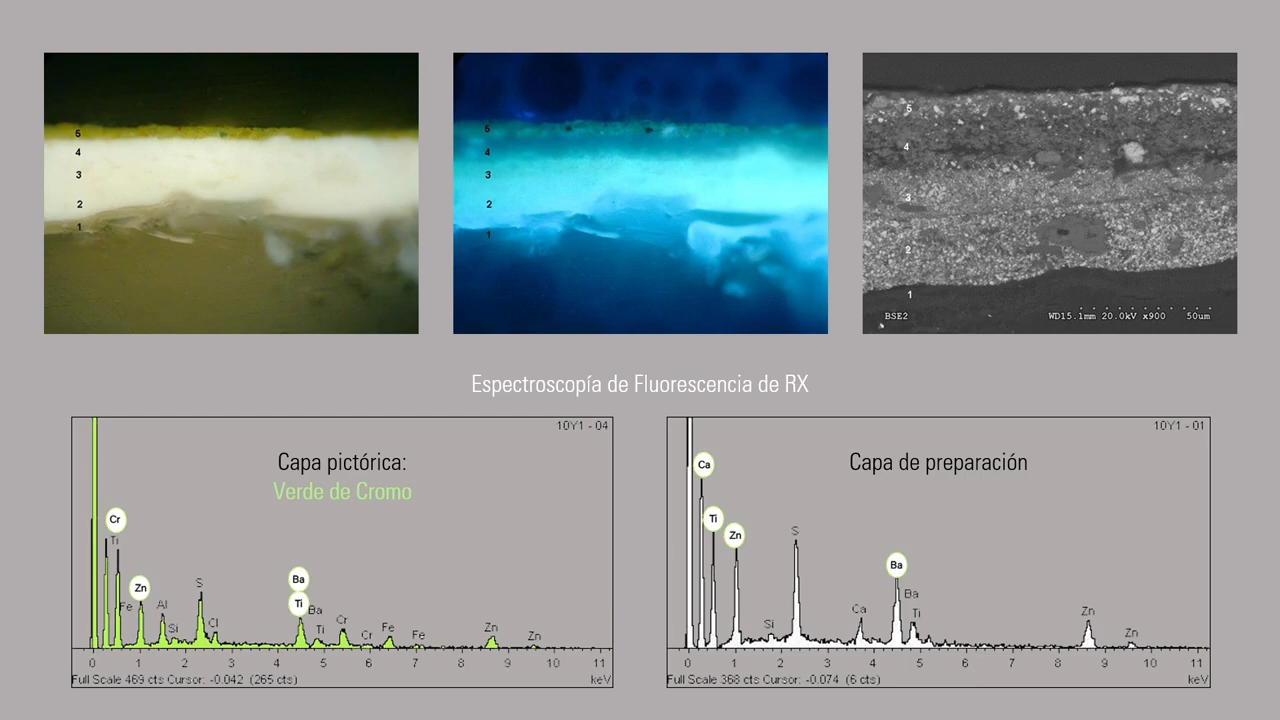 5
4
3
2
1
5
4
3
2
1
5
4
3
2
1
BSE2
WD15.1mm 20.0kV x900 50um
Espectroscopía de Fluorescencia de RX
10Y1 - 04
Capa pictórica:
Verde de Cromo
Cr
Ti
Zn
Fe
Al
Si
S
Cl
Ba
Ti
Ba
Ti
Cr
Cr
Fe
Fe
Zn
Zn
0 1 2 3 4 5 6 7 8 9 10 11
Full Scale 469 cts Cursor: -0.042 (265 cts) keV
10Y1 - 01
Capa de preparación
Ca
Ti
Zn
Si
S
Ca
Ba
Ba
Ti
Zn
Zn
0 1 2 3 4 5 6 7 8 9 10 11
Full Scale 368 cts Cursor: -0.074 (6 cts) keV